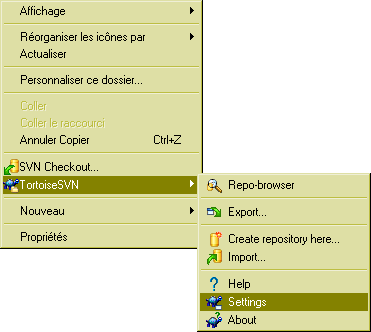 Affichage
Réorganiser les icônes par
Actualiser
Personnaliser ce dossier...
Coller
Coller le raccourci
Annuler Copier Ctrl+Z
SVN Checkout...
TortoiseSVN
Nouveau
Propriétés
Repo-browser
Export...
Create repository here...
Import...
Help
Settings
About